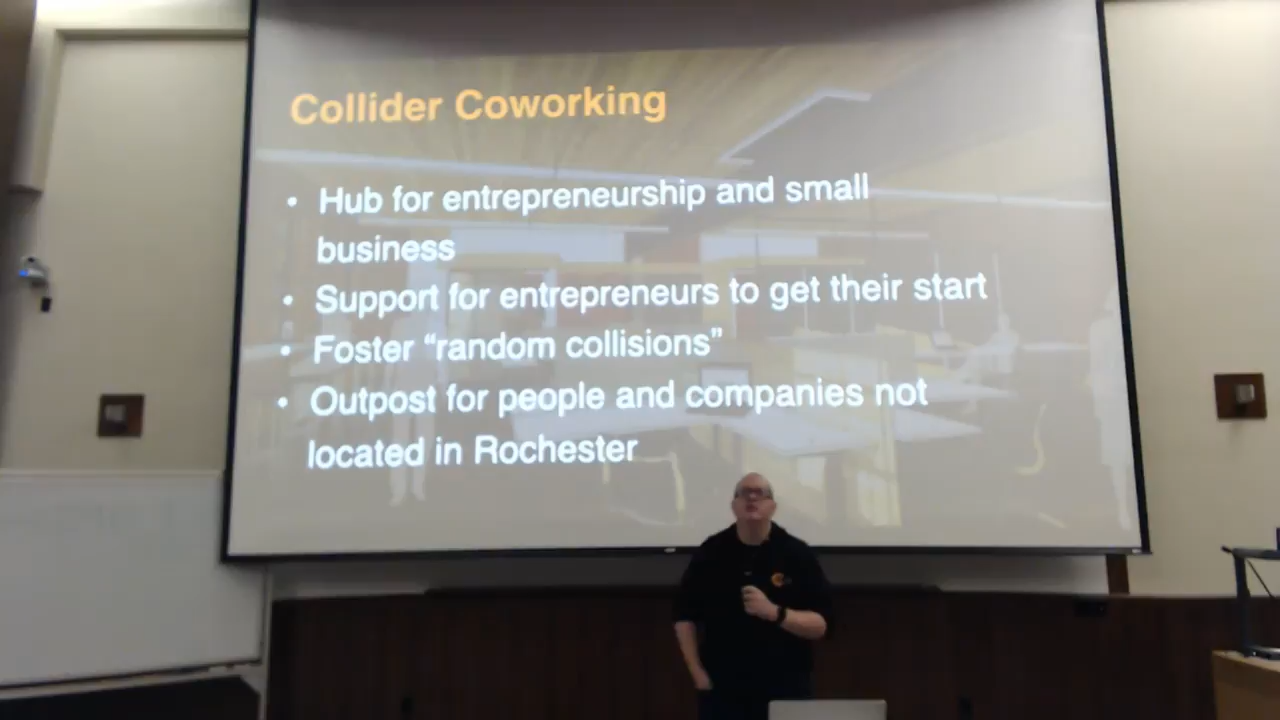 Collider Coworking
• Hub for entrepreneurship and small
business
• Support for entrepreneurs to get their start
• Foster “random collisions”
• Outpost for people and companies not
located in Rochester